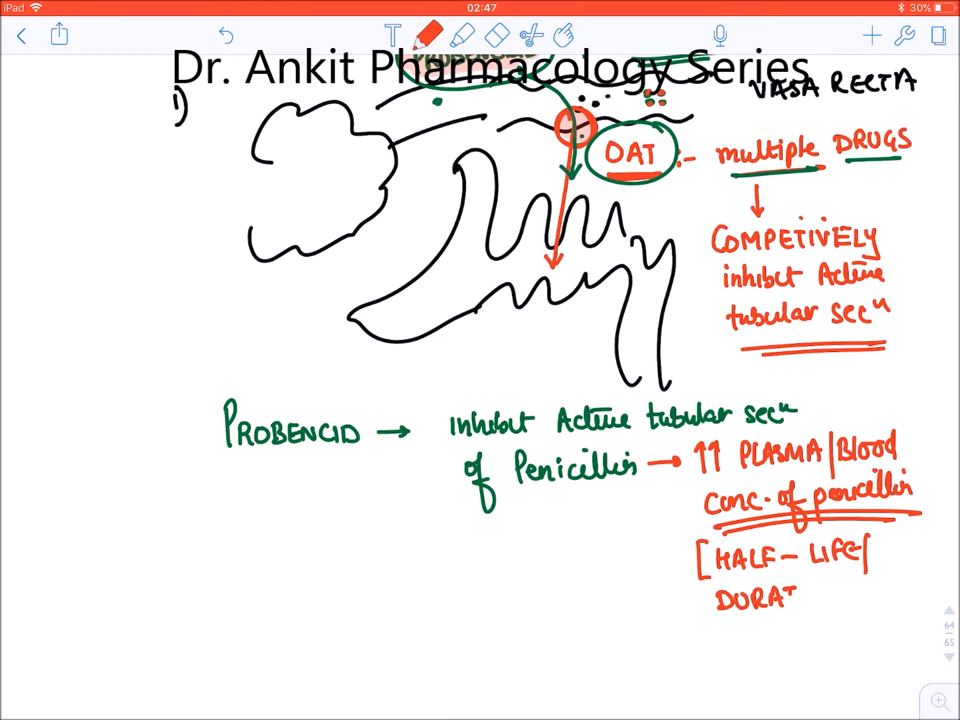 iPad 02:47 30%
T
Dr. Ankit Pharmacology Series
PROBENCID
VASA RECTA
1)
OAT :- multiple DRUGS
COMPETIVELY
inhibit Active
tubular secn
PROBENCID → Inhibit Active tubular secn
of Penicillin → ↑↑ PLASMA/Blood
conc. of penicillin
[HALF-LIFE/
DURAT
64
65